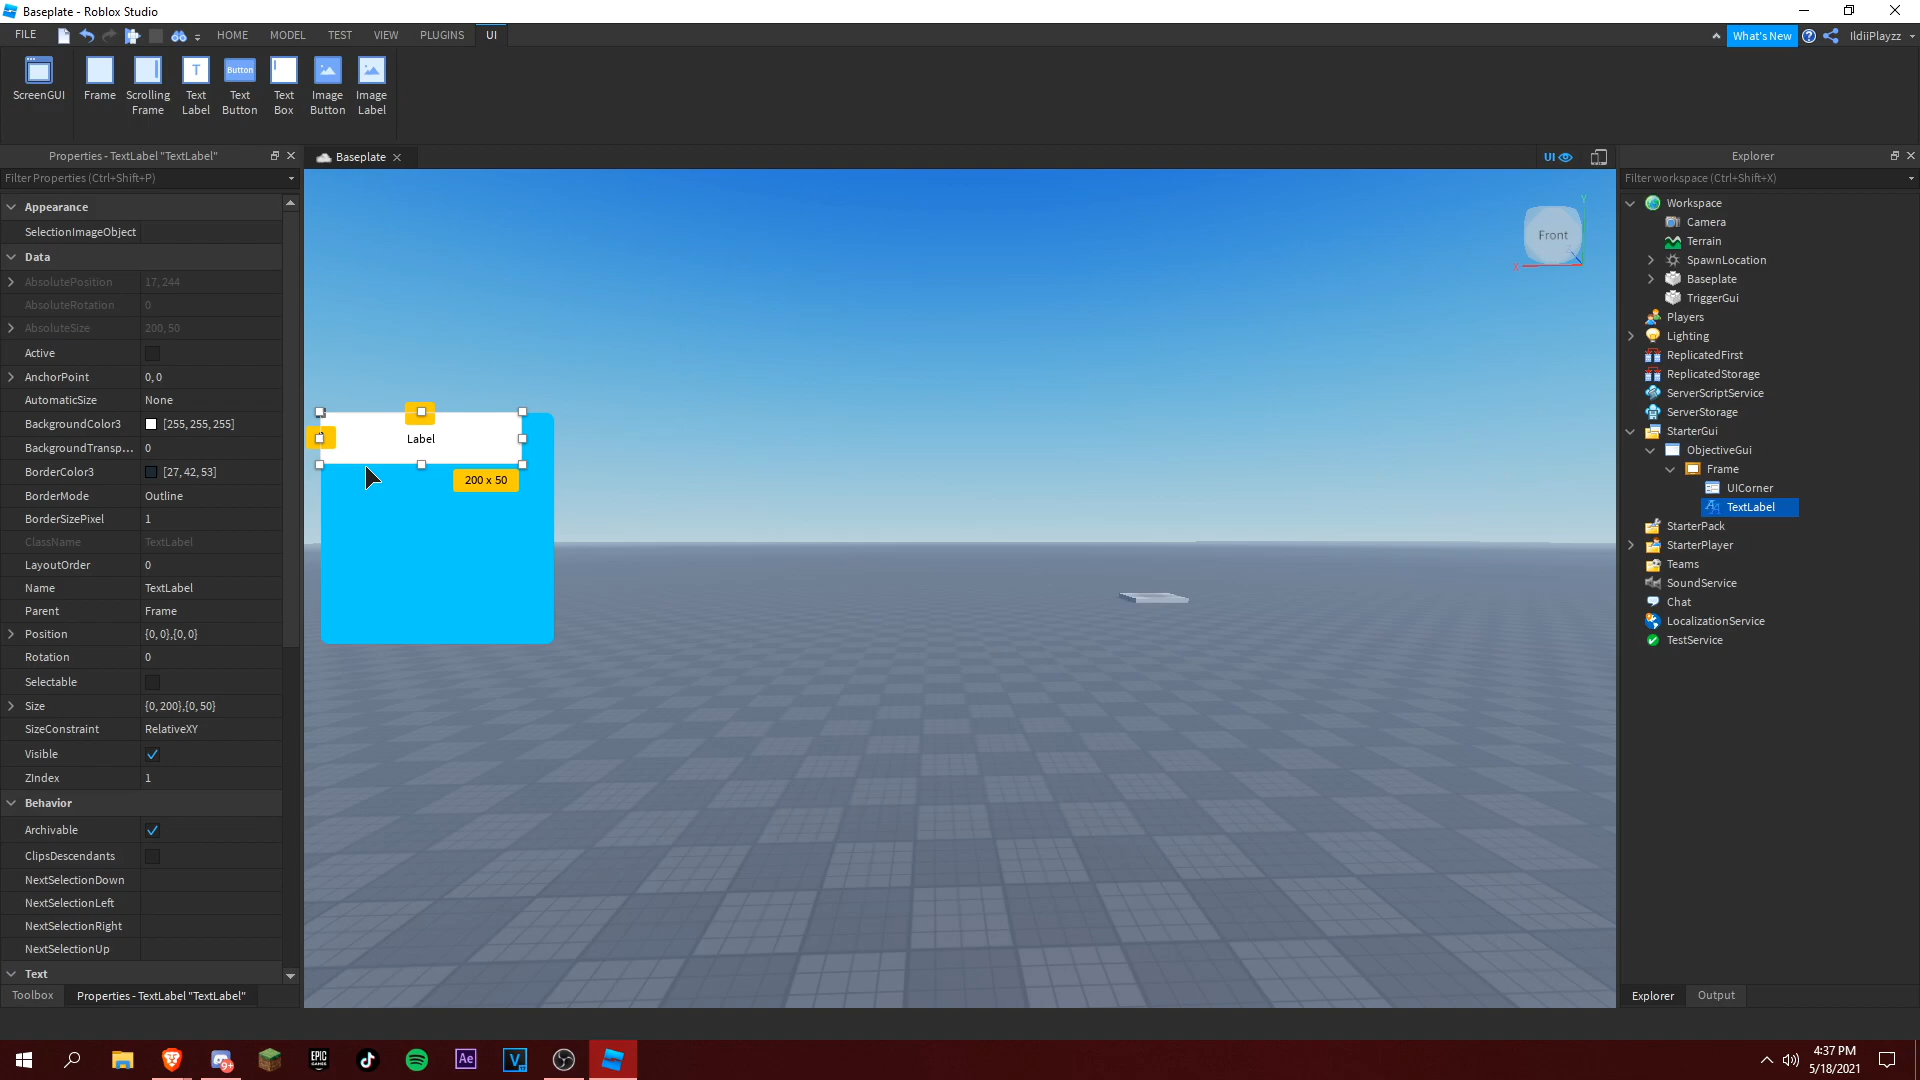 Baseplate - Roblox Studio
FILE
HOME
MODEL
TEST
VIEW
PLUGINS
UI
What's New
IldiiPlayzz
ScreenGUI
Frame
Scrolling
Frame
Text
Label
Button
Text
Button
Text
Box
Image
Button
Image
Label
Properties - TextLabel "TextLabel"
Filter Properties (Ctrl+Shift+P)
Appearance
SelectionImageObject
Data
AbsolutePosition 17, 244
AbsoluteRotation 0
AbsoluteSize 200, 50
Active
AnchorPoint 0, 0
AutomaticSize None
BackgroundColor3 [255, 255, 255]
BackgroundTransp... 0
BorderColor3 [27, 42, 53]
BorderMode Outline
BorderSizePixel 1
ClassName TextLabel
LayoutOrder 0
Name TextLabel
Parent Frame
Position {0, 0},{0, 0}
Rotation 0
Selectable
Size {0, 200},{0, 50}
SizeConstraint RelativeXY
Visible
ZIndex 1
Behavior
Archivable
ClipsDescendants
NextSelectionDown
NextSelectionLeft
NextSelectionRight
NextSelectionUp
Text
Toolbox
Properties - TextLabel "TextLabel"
Baseplate
UI
Label
200 x 50
Front
Y
X
Explorer
Filter workspace (Ctrl+Shift+X)
Workspace
Camera
Terrain
SpawnLocation
Baseplate
TriggerGui
Players
Lighting
ReplicatedFirst
ReplicatedStorage
ServerScriptService
ServerStorage
StarterGui
ObjectiveGui
Frame
UICorner
TextLabel
StarterPack
StarterPlayer
Teams
SoundService
Chat
LocalizationService
TestService
Explorer
Output
9+
EPIC
GAMES
Ae
V
4:37 PM
5/18/2021